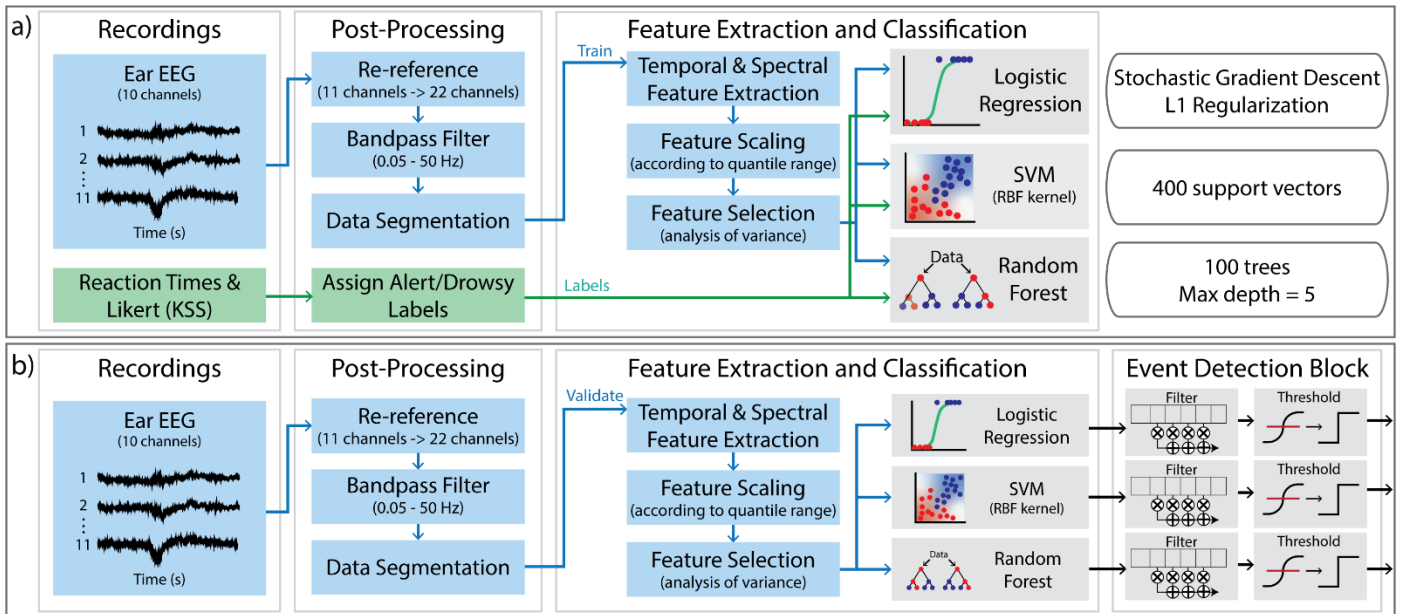 a)
Recordings
Ear EEG
(10 channels)
1
2
11
Time (s)
Reaction Times &
Likert (KSS)
Post-Processing
Re-reference
(11 channels -> 22 channels)
Bandpass Filter
(0.05 - 50 Hz)
Data Segmentation
Assign Alert/Drowsy
Labels
Feature Extraction and Classification
Train
Labels
Temporal & Spectral
Feature Extraction
Feature Scaling
(according to quantile range)
Feature Selection
(analysis of variance)
Logistic
Regression
SVM
(RBF kernel)
Data
Random
Forest
Stochastic Gradient Descent
L1 Regularization
400 support vectors
100 trees
Max depth = 5
b)
Recordings
Ear EEG
(10 channels)
1
2
11
Time (s)
Post-Processing
Re-reference
(11 channels -> 22 channels)
Bandpass Filter
(0.05 - 50 Hz)
Data Segmentation
Feature Extraction and Classification
Validate
Temporal & Spectral
Feature Extraction
Feature Scaling
(according to quantile range)
Feature Selection
(analysis of variance)
Logistic
Regression
SVM
(RBF kernel)
Data
Random
Forest
Event Detection Block
Filter
Threshold
Filter
Threshold
Filter
Threshold